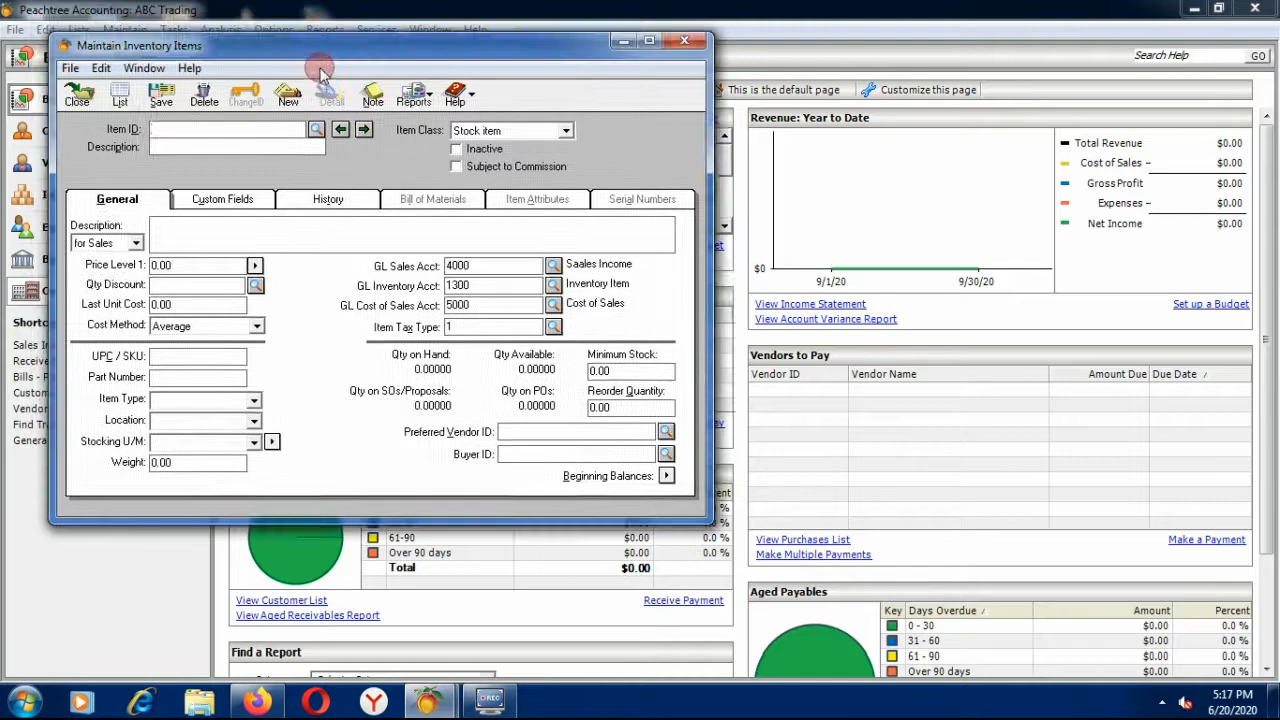 Peachtree Accounting: ABC Trading
File Edit Lists Maintain Tasks Analysis Options Reports Services Window Help
Maintain Inventory Items
File Edit Window Help
Close List Save Delete Change ID New Detail Note Reports Help
Item ID:
Description:
Item Class: Stock item
Inactive
Subject to Commission
General Custom Fields History Bill of Materials Item Attributes Serial Numbers
Description:
for Sales
Price Level 1: 0.00
Qty Discount:
Last Unit Cost: 0.00
Cost Method: Average
GL Sales Acct: 4000 Saales Income
GL Inventory Acct: 1300 Inventory Item
GL Cost of Sales Acct: 5000 Cost of Sales
Item Tax Type: 1
UPC / SKU:
Part Number:
Item Type:
Location:
Stocking U/M:
Weight: 0.00
Qty on Hand: Qty Available: Minimum Stock:
0.00000 0.00000 0.00
Qty on SOs/Proposals: Qty on POs: Reorder Quantity:
0.00000 0.00000 0.00
Preferred Vendor ID:
Buyer ID:
Beginning Balances:
Search Help GO
This is the default page Customize this page
Revenue: Year to Date
Total Revenue $0.00
Cost of Sales - $0.00
Gross Profit $0.00
Expenses - $0.00
Net Income $0.00
$0
9/1/20 9/30/20
View Income Statement Set up a Budget
View Account Variance Report
Vendors to Pay
Vendor ID Vendor Name Amount Due Due Date
View Purchases List Make a Payment
Make Multiple Payments
Aged Payables
Key Days Overdue Amount Percent
0 - 30 $0.00 0.0 %
31 - 60 $0.00 0.0 %
61 - 90 $0.00 0.0 %
Over 90 days $0.00 0.0 %
61-90 $0.00 0.0 %
Over 90 days $0.00 0.0 %
Total $0.00
View Customer List Receive Payment
View Aged Receivables Report
Find a Report
Shortc
Sales In
Receive
Bills -
Custom
Vendor
Find Tr
Genera
REC
5:17 PM
6/20/2020